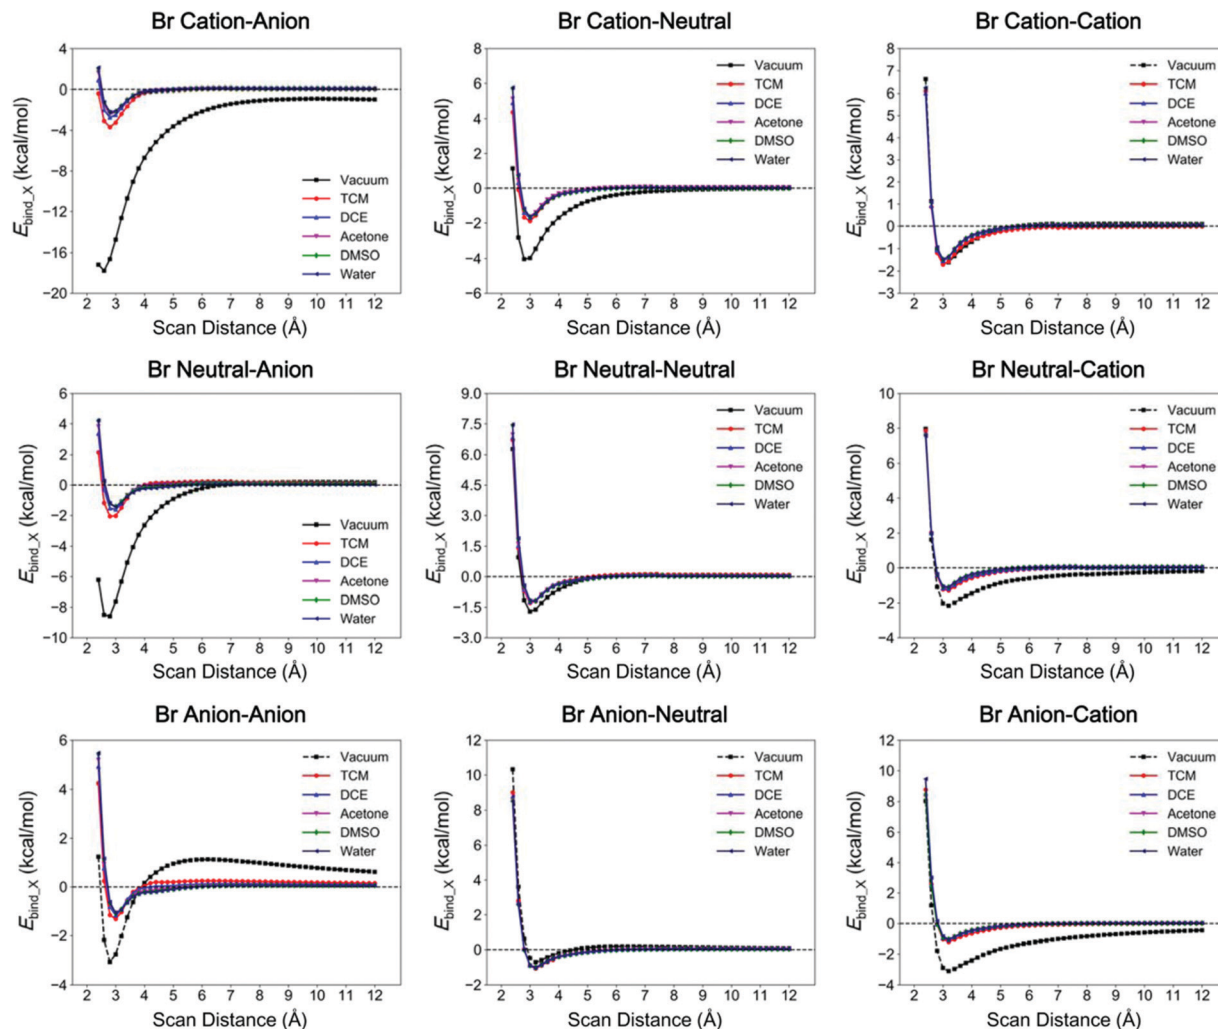 Br Cation-Anion
4
0
−4
−8
−12
−16
−20
E_bind_X (kcal/mol)
Vacuum
TCM
DCE
Acetone
DMSO
Water
2 3 4 5 6 7 8 9 10 11 12
Scan Distance (Å)
Br Cation-Neutral
8
6
4
2
0
−2
−4
−6
E_bind_X (kcal/mol)
Vacuum
TCM
DCE
Acetone
DMSO
Water
2 3 4 5 6 7 8 9 10 11 12
Scan Distance (Å)
Br Cation-Cation
8
7
6
5
4
3
2
1
0
−1
−2
−3
E_bind_X (kcal/mol)
Vacuum
TCM
DCE
Acetone
DMSO
Water
2 3 4 5 6 7 8 9 10 11 12
Scan Distance (Å)
Br Neutral-Anion
6
4
2
0
−2
−4
−6
−8
−10
E_bind_X (kcal/mol)
Vacuum
TCM
DCE
Acetone
DMSO
Water
2 3 4 5 6 7 8 9 10 11 12
Scan Distance (Å)
Br Neutral-Neutral
9.0
7.5
6.0
4.5
3.0
1.5
0.0
−1.5
−3.0
E_bind_X (kcal/mol)
Vacuum
TCM
DCE
Acetone
DMSO
Water
2 3 4 5 6 7 8 9 10 11 12
Scan Distance (Å)
Br Neutral-Cation
10
8
6
4
2
0
−2
−4
E_bind_X (kcal/mol)
Vacuum
TCM
DCE
Acetone
DMSO
Water
2 3 4 5 6 7 8 9 10 11 12
Scan Distance (Å)
Br Anion-Anion
6
4
2
0
−2
−4
E_bind_X (kcal/mol)
Vacuum
TCM
DCE
Acetone
DMSO
Water
2 3 4 5 6 7 8 9 10 11 12
Scan Distance (Å)
Br Anion-Neutral
12
10
8
6
4
2
0
−2
E_bind_X (kcal/mol)
Vacuum
TCM
DCE
Acetone
DMSO
Water
2 3 4 5 6 7 8 9 10 11 12
Scan Distance (Å)
Br Anion-Cation
12
10
8
6
4
2
0
−2
−4
E_bind_X (kcal/mol)
Vacuum
TCM
DCE
Acetone
DMSO
Water
2 3 4 5 6 7 8 9 10 11 12
Scan Distance (Å)